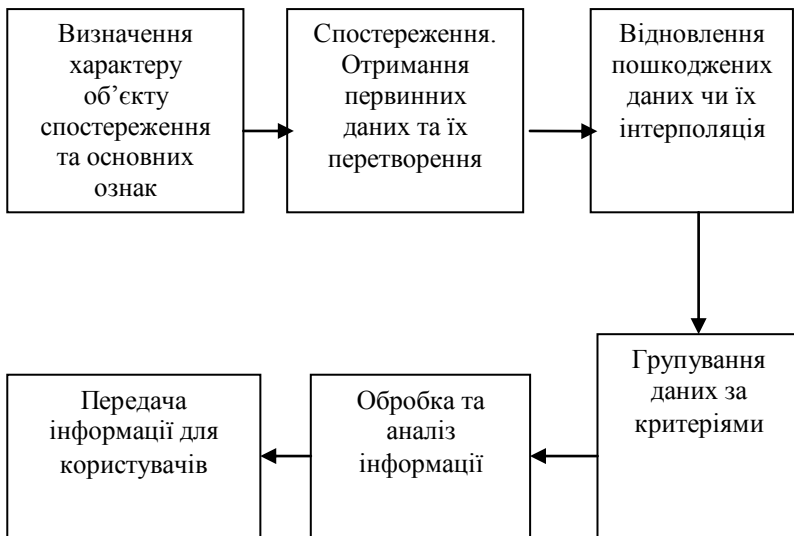 Визначення
характеру
об’єкту
спостереження
та основних
ознак
Спостереження.
Отримання
первинних
даних та їх
перетворення
Відновлення
пошкоджених
даних чи їх
інтерполяція
Групування
даних за
критеріями
Обробка та
аналіз
інформації
Передача
інформації для
користувачів